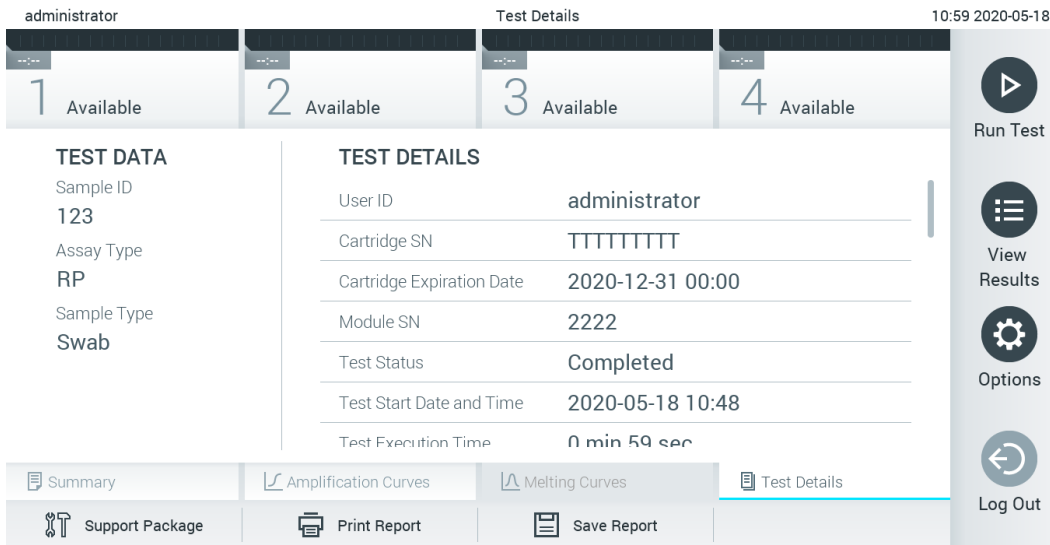 administrator
Test Details
10:59 2020-05-18
--:--
1 Available
--:--
2 Available
--:--
3 Available
--:--
4 Available
Run Test
View
Results
Options
Log Out
TEST DATA
Sample ID
123
Assay Type
RP
Sample Type
Swab
TEST DETAILS
User ID administrator
Cartridge SN TTTTTTTTT
Cartridge Expiration Date 2020-12-31 00:00
Module SN 2222
Test Status Completed
Test Start Date and Time 2020-05-18 10:48
Test Execution Time 0 min 59 sec
Summary
Amplification Curves
Melting Curves
Test Details
Support Package
Print Report
Save Report